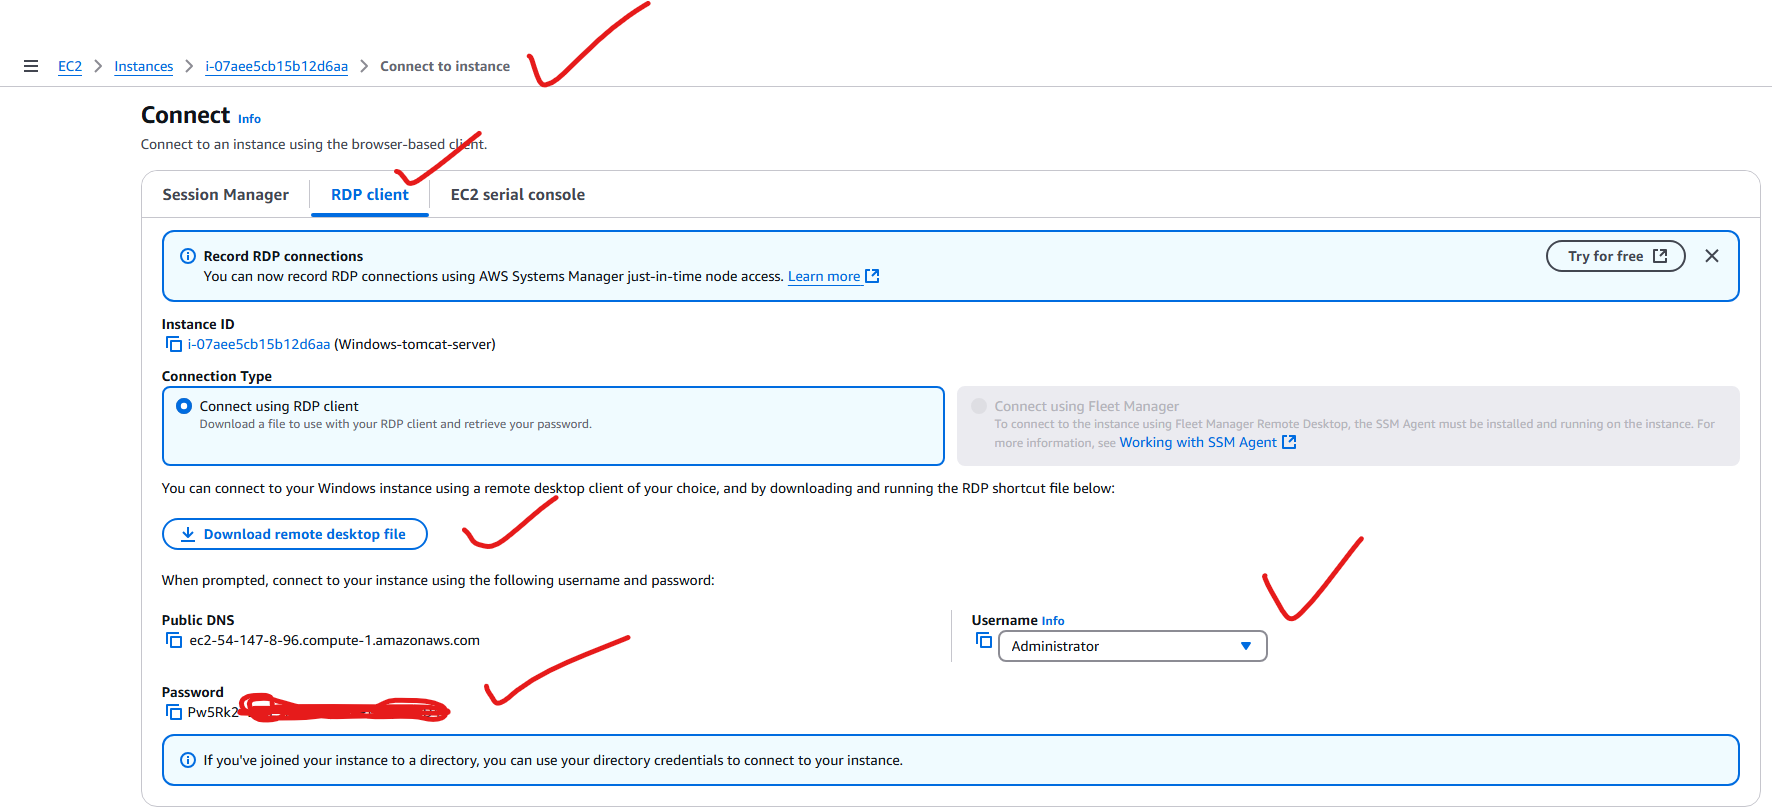 EC2 > Instances > i-07aee5cb15b12d6aa > Connect to instance
Connect Info
Connect to an instance using the browser-based client.
Session Manager RDP client EC2 serial console
Record RDP connections
You can now record RDP connections using AWS Systems Manager just-in-time node access. Learn more
Try for free
Instance ID
i-07aee5cb15b12d6aa (Windows-tomcat-server)
Connection Type
Connect using RDP client
Download a file to use with your RDP client and retrieve your password.
Connect using Fleet Manager
To connect to the instance using Fleet Manager Remote Desktop, the SSM Agent must be installed and running on the instance. For
more information, see Working with SSM Agent
You can connect to your Windows instance using a remote desktop client of your choice, and by downloading and running the RDP shortcut file below:
Download remote desktop file
When prompted, connect to your instance using the following username and password:
Public DNS
ec2-54-147-8-96.compute-1.amazonaws.com
Username Info
Administrator
Password
Pw5Rk2
If you've joined your instance to a directory, you can use your directory credentials to connect to your instance.